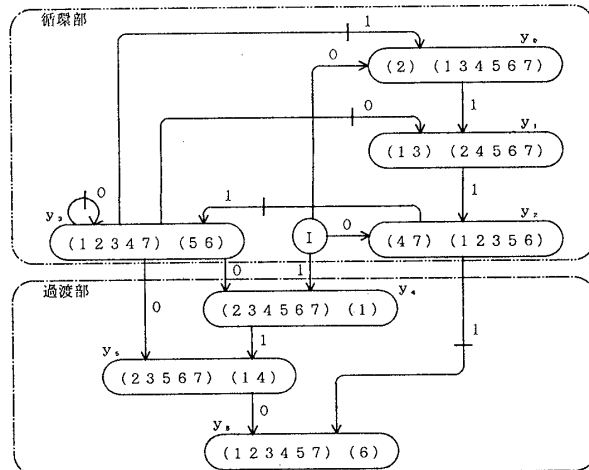 循環部
1
y₀
0
(2) (134567)
0
1
y₁
(13) (24567)
1
0
1
y₂
y₃
(12347) (56)
I
0
(47) (12356)
過渡部
0
0
1
y₄
(234567) (1)
1
y₅
1
(23567) (14)
0
(123457) (6)